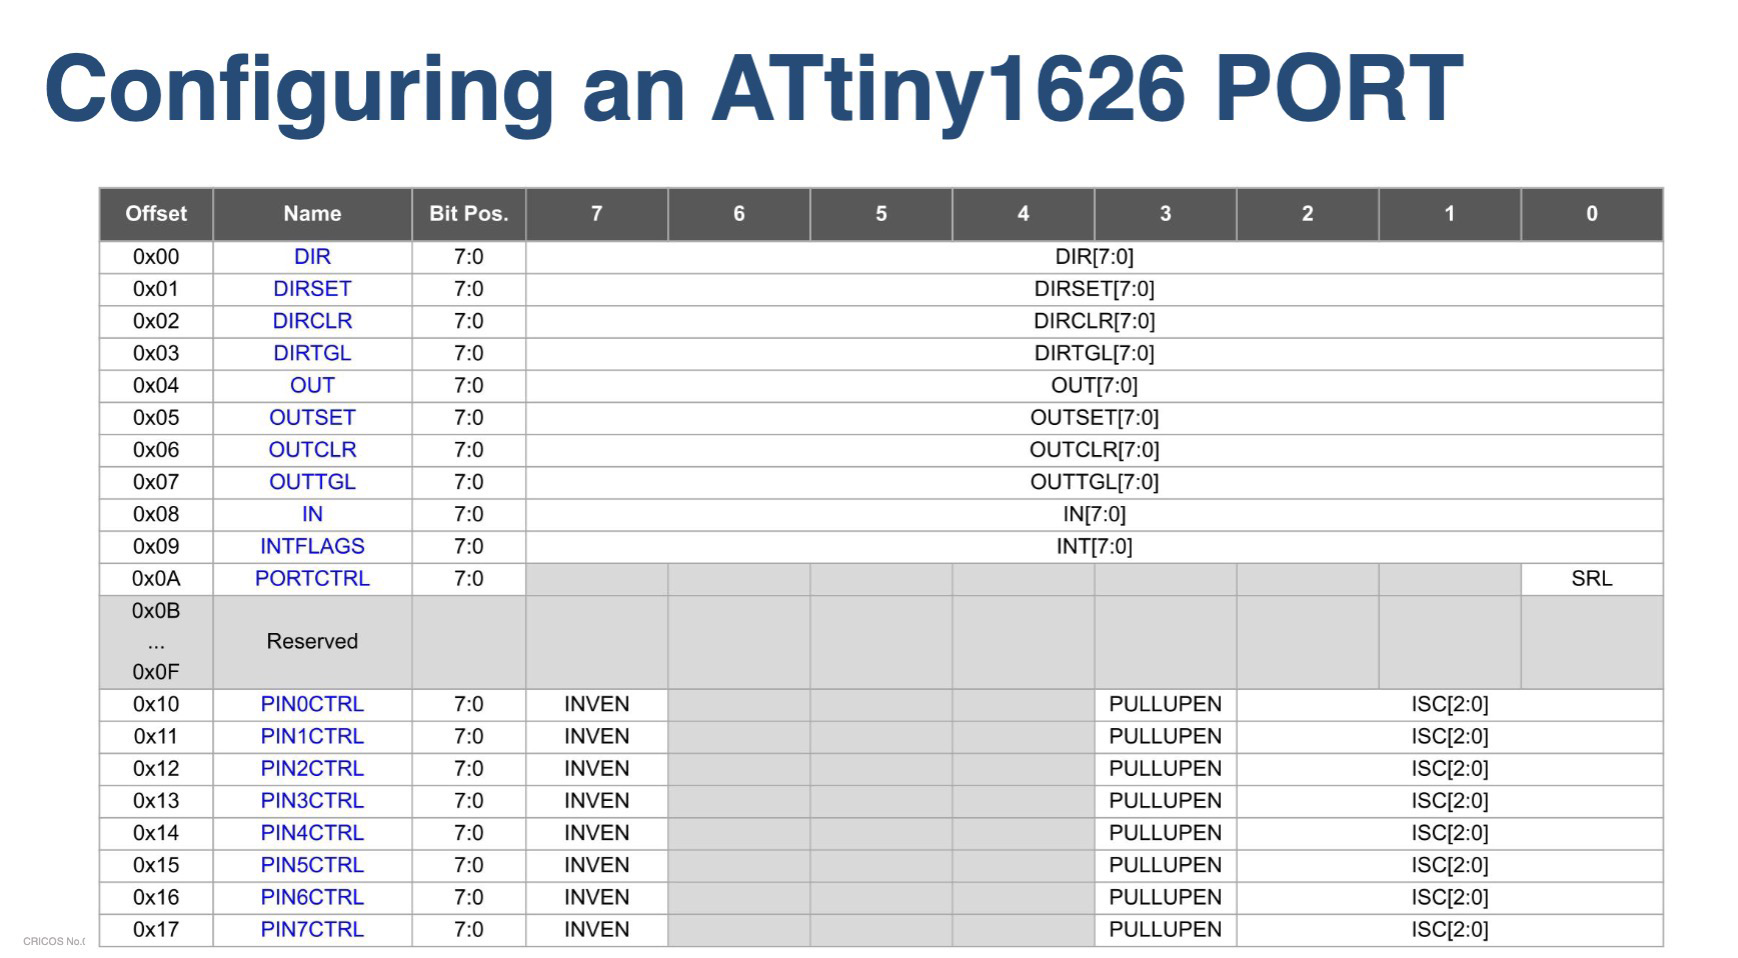 Configuring an ATtiny1626 PORT
Offset Name Bit Pos. 7 6 5 4 3 2 1 0
0x00 DIR 7:0 DIR[7:0]
0x01 DIRSET 7:0 DIRSET[7:0]
0x02 DIRCLR 7:0 DIRCLR[7:0]
0x03 DIRTGL 7:0 DIRTGL[7:0]
0x04 OUT 7:0 OUT[7:0]
0x05 OUTSET 7:0 OUTSET[7:0]
0x06 OUTCLR 7:0 OUTCLR[7:0]
0x07 OUTTGL 7:0 OUTTGL[7:0]
0x08 IN 7:0 IN[7:0]
0x09 INTFLAGS 7:0 INT[7:0]
0x0A PORTCTRL 7:0 SRL
0x0B
... Reserved
0x0F
0x10 PIN0CTRL 7:0 INVEN PULLUPEN ISC[2:0]
0x11 PIN1CTRL 7:0 INVEN PULLUPEN ISC[2:0]
0x12 PIN2CTRL 7:0 INVEN PULLUPEN ISC[2:0]
0x13 PIN3CTRL 7:0 INVEN PULLUPEN ISC[2:0]
0x14 PIN4CTRL 7:0 INVEN PULLUPEN ISC[2:0]
0x15 PIN5CTRL 7:0 INVEN PULLUPEN ISC[2:0]
0x16 PIN6CTRL 7:0 INVEN PULLUPEN ISC[2:0]
0x17 PIN7CTRL 7:0 INVEN PULLUPEN ISC[2:0]
CRICOS No.